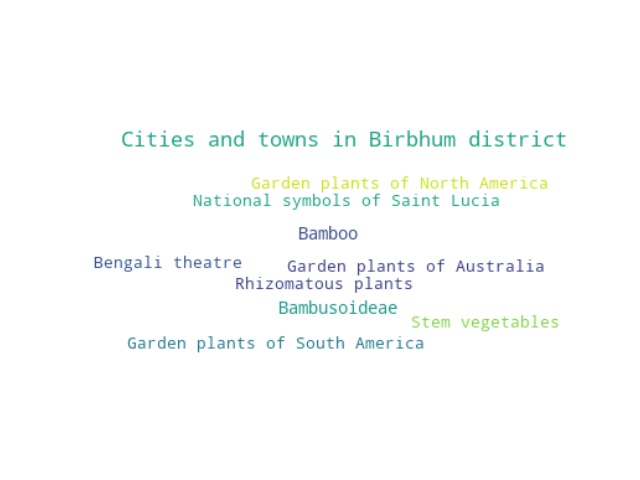 Cities and towns in Birbhum district
Garden plants of North America
National symbols of Saint Lucia
Bamboo
Bengali theatre
Garden plants of Australia
Rhizomatous plants
Bambusoideae
Stem vegetables
Garden plants of South America